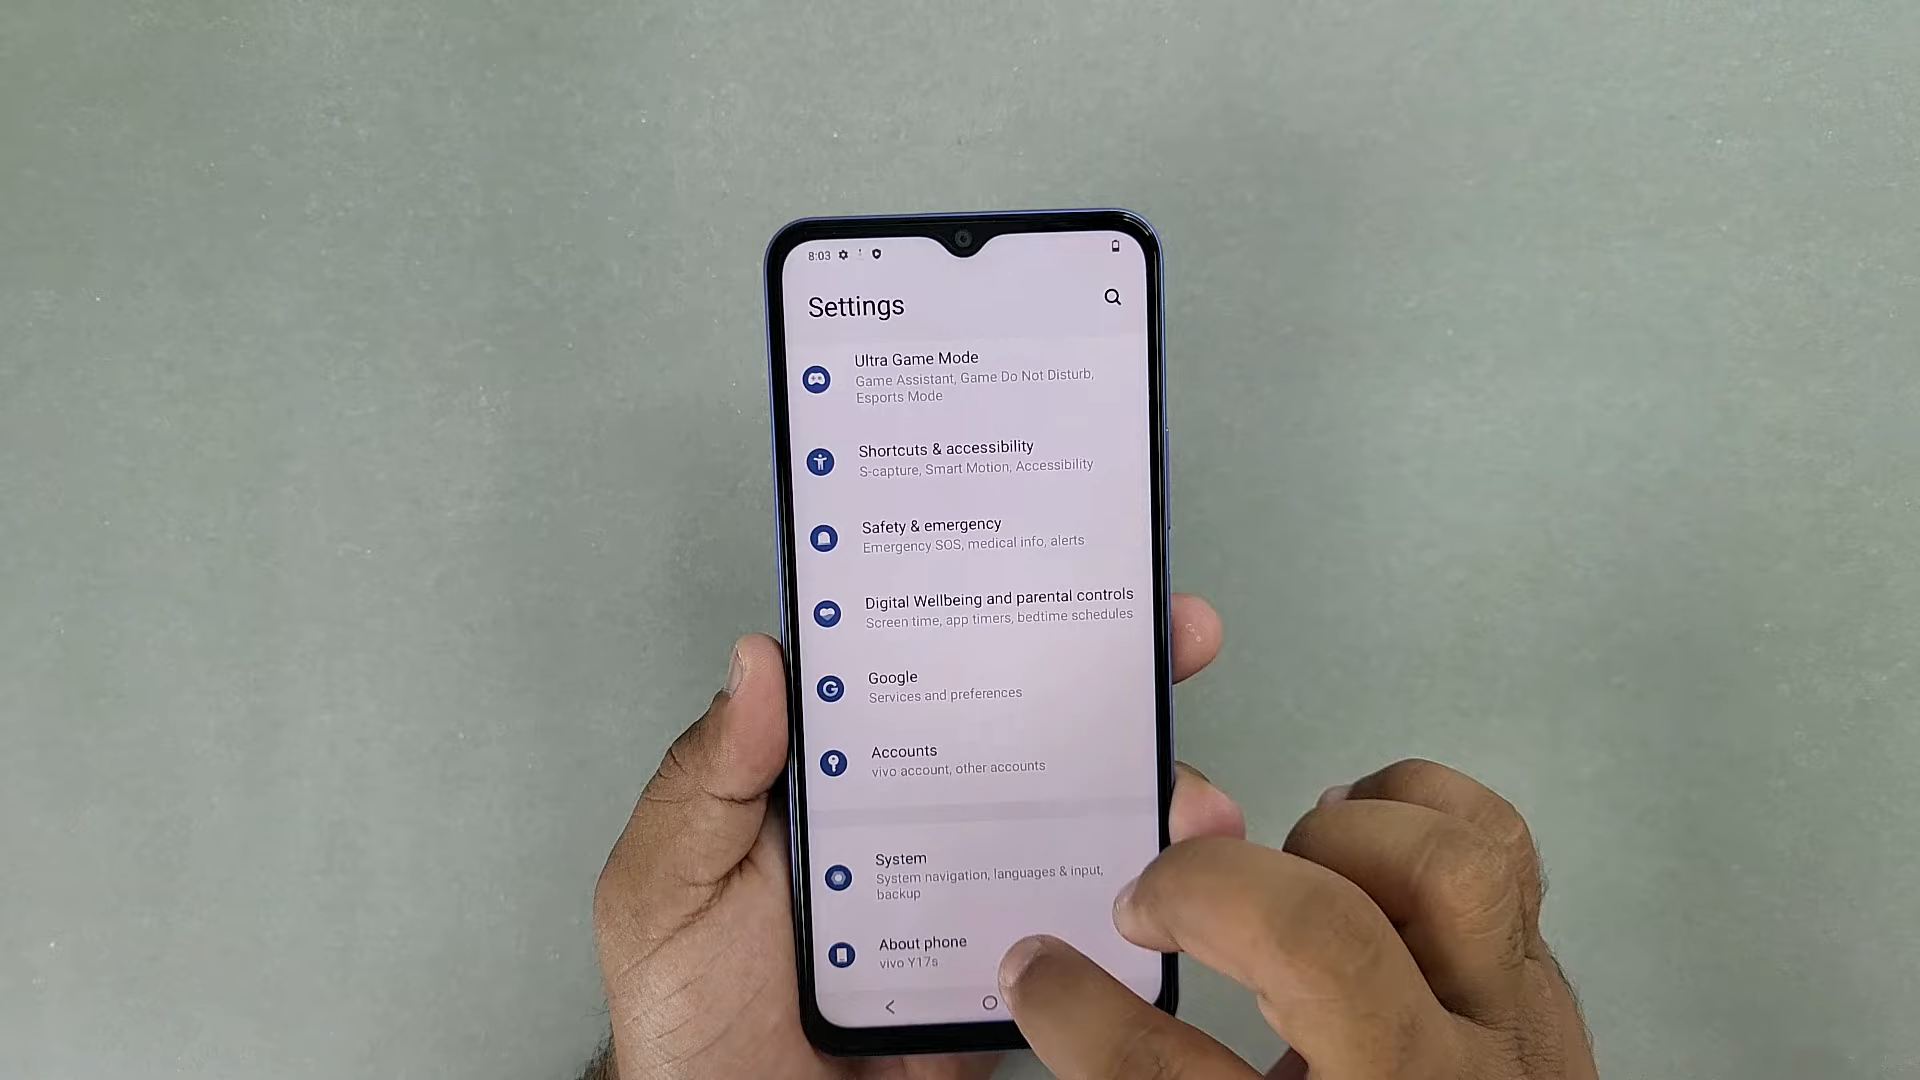 8:03
Settings
Ultra Game Mode
Game Assistant, Game Do Not Disturb,
Esports Mode
Shortcuts & accessibility
S-capture, Smart Motion, Accessibility
Safety & emergency
Emergency SOS, medical info, alerts
Digital Wellbeing and parental controls
Screen time, app timers, bedtime schedules
Google
Services and preferences
Accounts
vivo account, other accounts
System
System navigation, languages & input,
backup
About phone
vivo Y17s